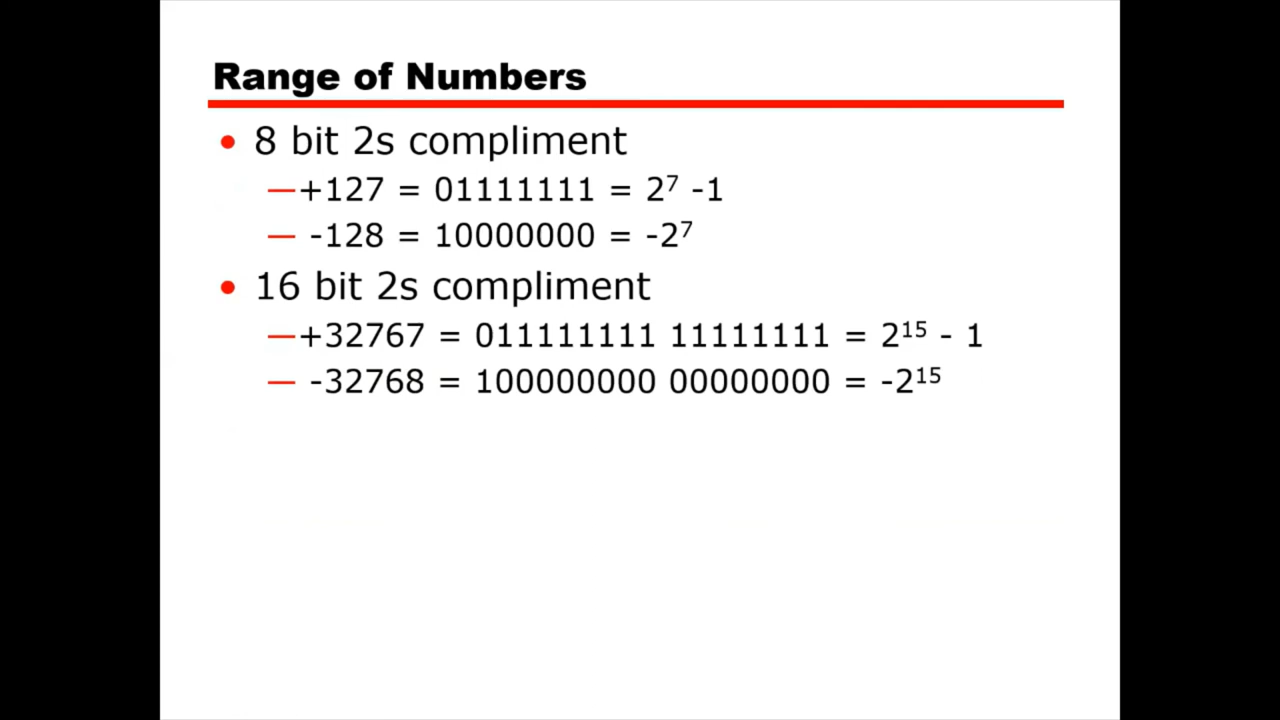 Range of Numbers
• 8 bit 2s compliment
—+127 = 01111111 = 2⁷ -1
— -128 = 10000000 = -2⁷
• 16 bit 2s compliment
—+32767 = 011111111 11111111 = 2¹⁵ - 1
— -32768 = 100000000 00000000 = -2¹⁵